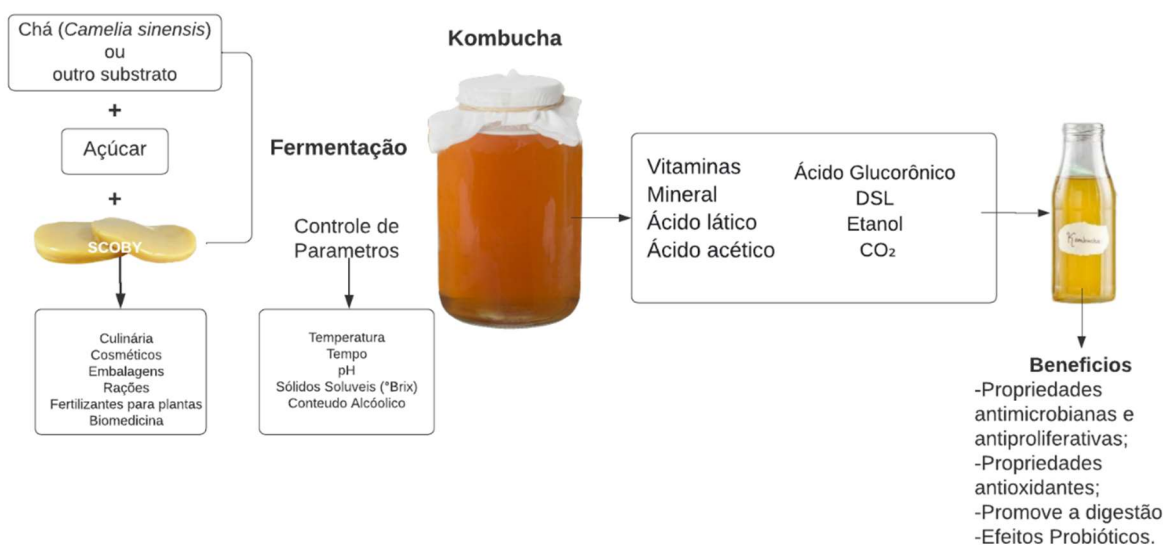 Chá (Camelia sinensis)
ou
outro substrato
+
Açúcar
+
SCOBY
Culinária
Cosméticos
Embalagens
Rações
Fertilizantes para plantas
Biomedicina
Fermentação
Controle de
Parametros
Temperatura
Tempo
pH
Sólidos Soluveis (°Brix)
Conteudo Alcóolico
Kombucha
Vitaminas
Mineral
Ácido lático
Ácido acético
Ácido Glucorônico
DSL
Etanol
CO₂
Kombucha
Beneficios
-Propriedades
antimicrobianas e
antiproliferativas;
-Propriedades
antioxidantes;
-Promove a digestão
-Efeitos Probióticos.